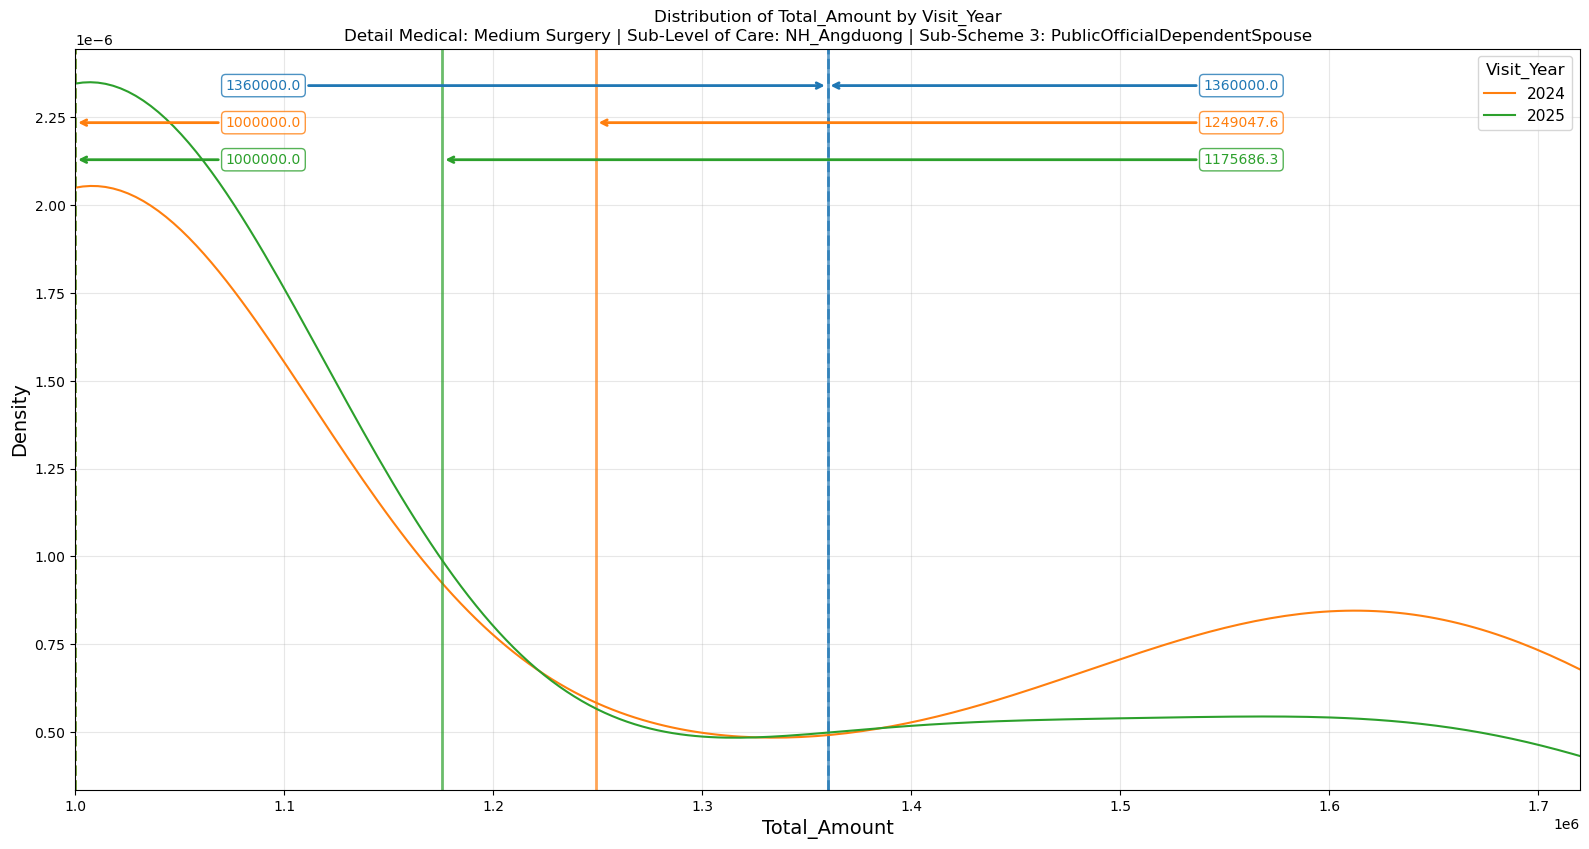 Distribution of Total_Amount by Visit_Year
Detail Medical: Medium Surgery | Sub-Level of Care: NH_Angduong | Sub-Scheme 3: PublicOfficialDependentSpouse
1e−6
Visit_Year
2024
2025
1360000.0
1360000.0
1000000.0
1249047.6
1000000.0
1175686.3
2.25
2.00
1.75
1.50
1.25
1.00
0.75
0.50
Density
1.0 1.1 1.2 1.3 1.4 1.5 1.6 1.7
1e6
Total_Amount